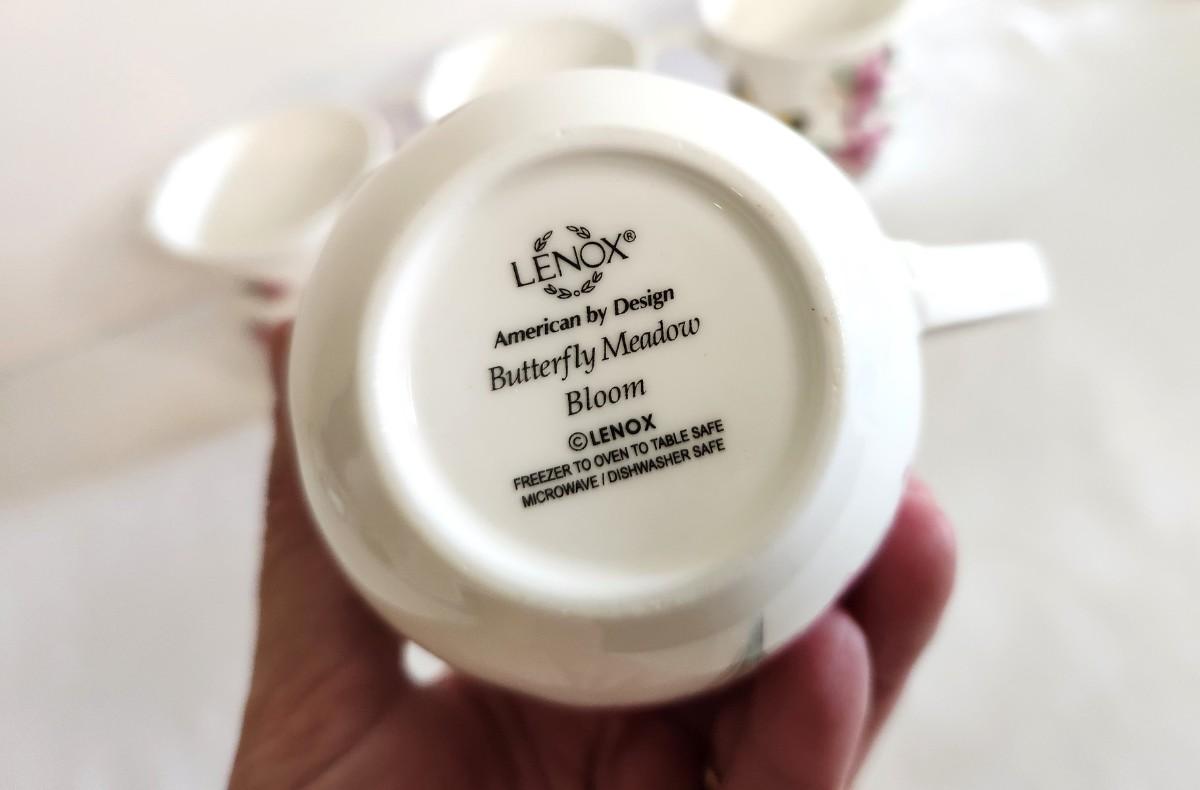 LENOX®
American by Design
Butterfly Meadow
Bloom
©LENOX
FREEZER TO OVEN TO TABLE SAFE
MICROWAVE / DISHWASHER SAFE